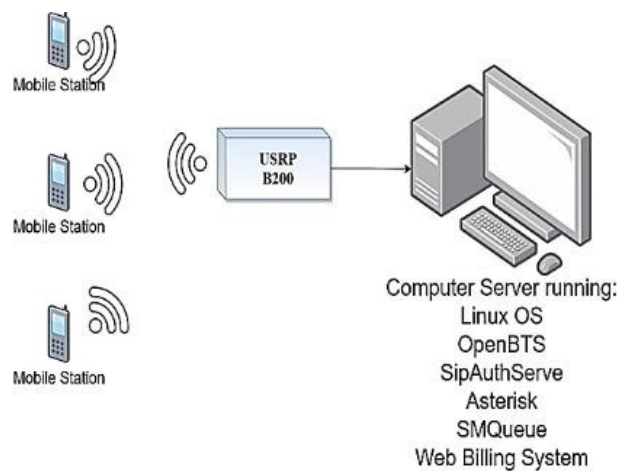 Mobile Station
Mobile Station
Mobile Station
USRP
B200
Computer Server running:
Linux OS
OpenBTS
SipAuthServe
Asterisk
SMQueue
Web Billing System